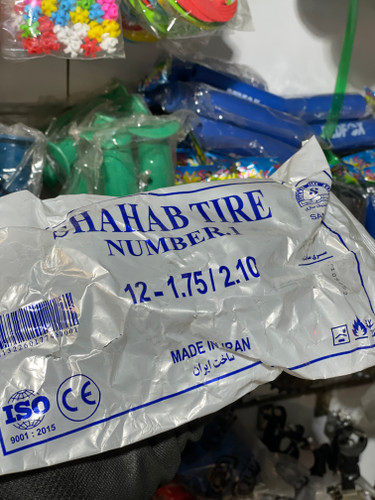 SHAHAB TIRE
NUMBER.1
12 - 1.75 / 2.10
MADE IN IRAN
ساخت ایران
ISO
9001 : 2015
CE